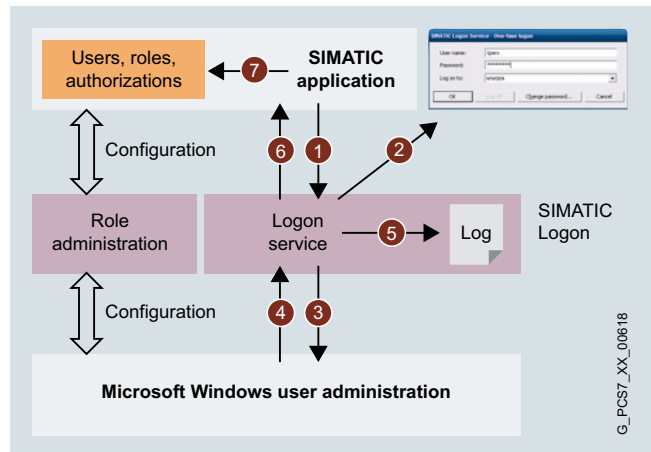 Users, roles,
authorizations
7
SIMATIC
application
SIMATIC Logon Service - One-time logon
User name:
Password:
**********
Log on to:
OK
Change password...
Cancel
Configuration
6
1
2
Role
administration
Logon
service
5
Log
SIMATIC
Logon
Configuration
4
3
Microsoft Windows user administration
G_PCS7_XX_00618